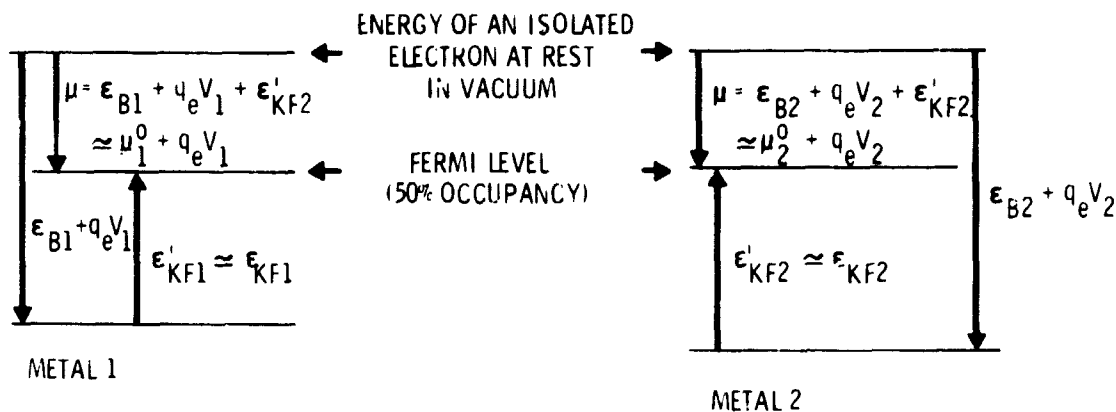 ENERGY OF AN ISOLATED
ELECTRON AT REST
IN VACUUM
μ = ε_B1 + q_eV_1 + ε'_KF2
≃ μ_1^0 + q_eV_1
μ = ε_B2 + q_eV_2 + ε'_KF2
≃ μ_2^0 + q_eV_2
FERMI LEVEL
(50% OCCUPANCY)
ε_B1 + q_eV_1
ε'_KF1 ≃ ε_KF1
ε'_KF2 ≃ ε_KF2
ε_B2 + q_eV_2
METAL 1
METAL 2